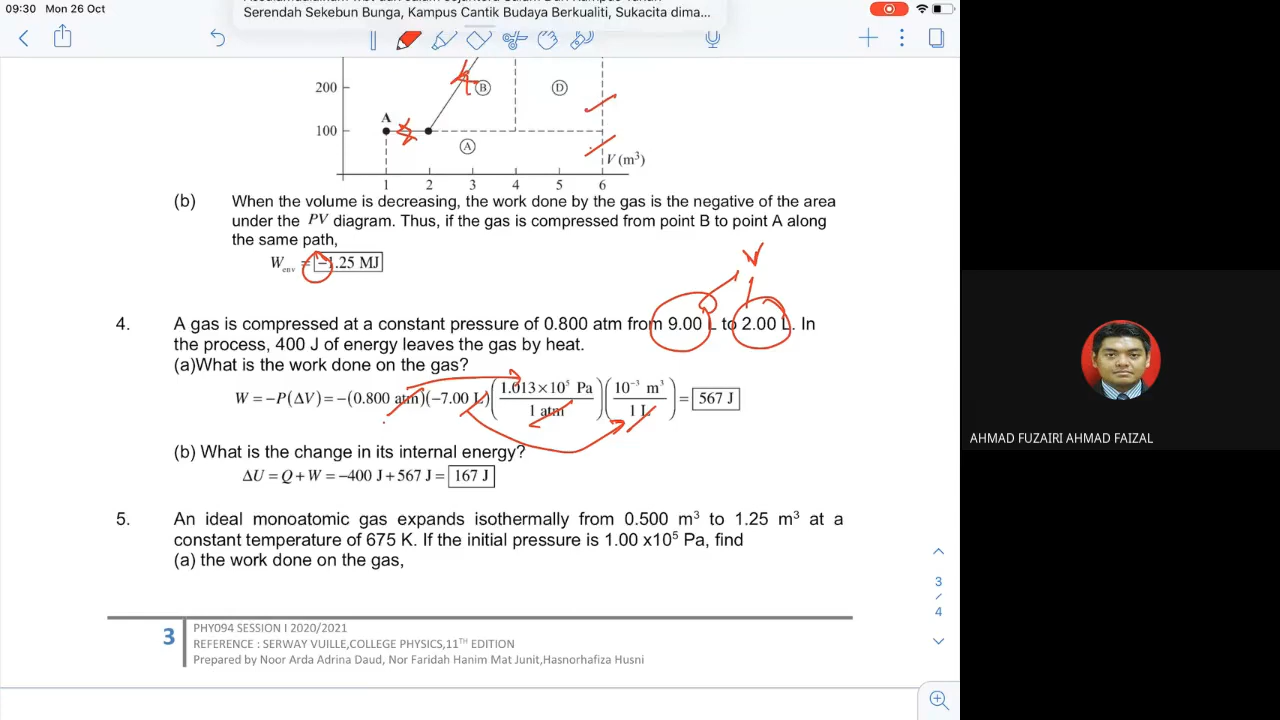 09:30 Mon 26 Oct
Serendah Sekebun Bunga, Kampus Cantik Budaya Berkualiti, Sukacita dima...
200
B
D
A
100
A
V (m³)
1 2 3 4 5 6
(b) When the volume is decreasing, the work done by the gas is the negative of the area
under the PV diagram. Thus, if the gas is compressed from point B to point A along
the same path,
W_env = −1.25 MJ
V
4. A gas is compressed at a constant pressure of 0.800 atm from 9.00 L to 2.00 L. In
the process, 400 J of energy leaves the gas by heat.
(a)What is the work done on the gas?
W = −P(ΔV) = −(0.800 atm)(−7.00 L)(1.013×10⁵ Pa / 1 atm)(10⁻³ m³ / 1 L) = 567 J
(b) What is the change in its internal energy?
ΔU = Q + W = −400 J + 567 J = 167 J
5. An ideal monoatomic gas expands isothermally from 0.500 m³ to 1.25 m³ at a
constant temperature of 675 K. If the initial pressure is 1.00 x10⁵ Pa, find
(a) the work done on the gas,
3
PHY094 SESSION I 2020/2021
REFERENCE : SERWAY VUILLE,COLLEGE PHYSICS,11TH EDITION
Prepared by Noor Arda Adrina Daud, Nor Faridah Hanim Mat Junit,Hasnorhafiza Husni
3
/
4
AHMAD FUZAIRI AHMAD FAIZAL